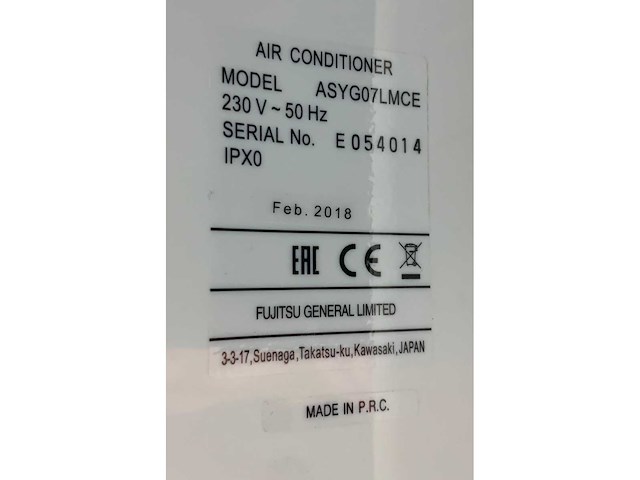 AIR CONDITIONER
MODEL ASYG07LMCE
230 V ~ 50 Hz
SERIAL No. E 054014
IPX0
Feb. 2018
EAC CE
FUJITSU GENERAL LIMITED
3-3-17,Suenaga,Takatsu-ku,Kawasaki,JAPAN
MADE IN P.R.C.